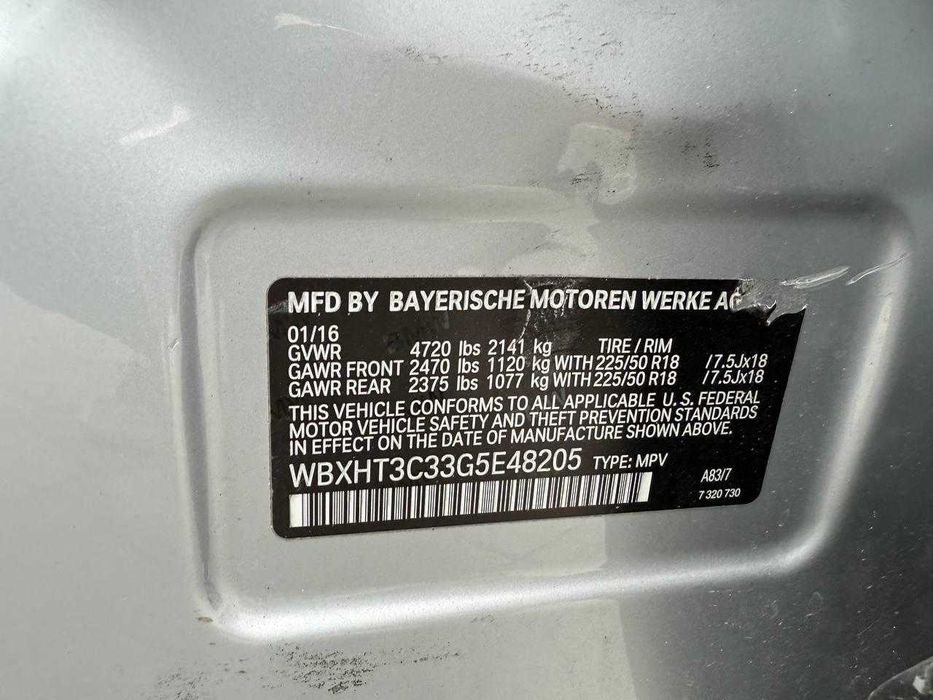 MFD BY BAYERISCHE MOTOREN WERKE AG
01/16
GVWR 4720 lbs 2141 kg TIRE / RIM
GAWR FRONT 2470 lbs 1120 kg WITH 225/50 R18 /7.5Jx18
GAWR REAR 2375 lbs 1077 kg WITH 225/50 R18 /7.5Jx18
THIS VEHICLE CONFORMS TO ALL APPLICABLE U. S. FEDERAL
MOTOR VEHICLE SAFETY AND THEFT PREVENTION STANDARDS
IN EFFECT ON THE DATE OF MANUFACTURE SHOWN ABOVE.
WBXHT3C33G5E48205 TYPE: MPV A83/7
7 320 730